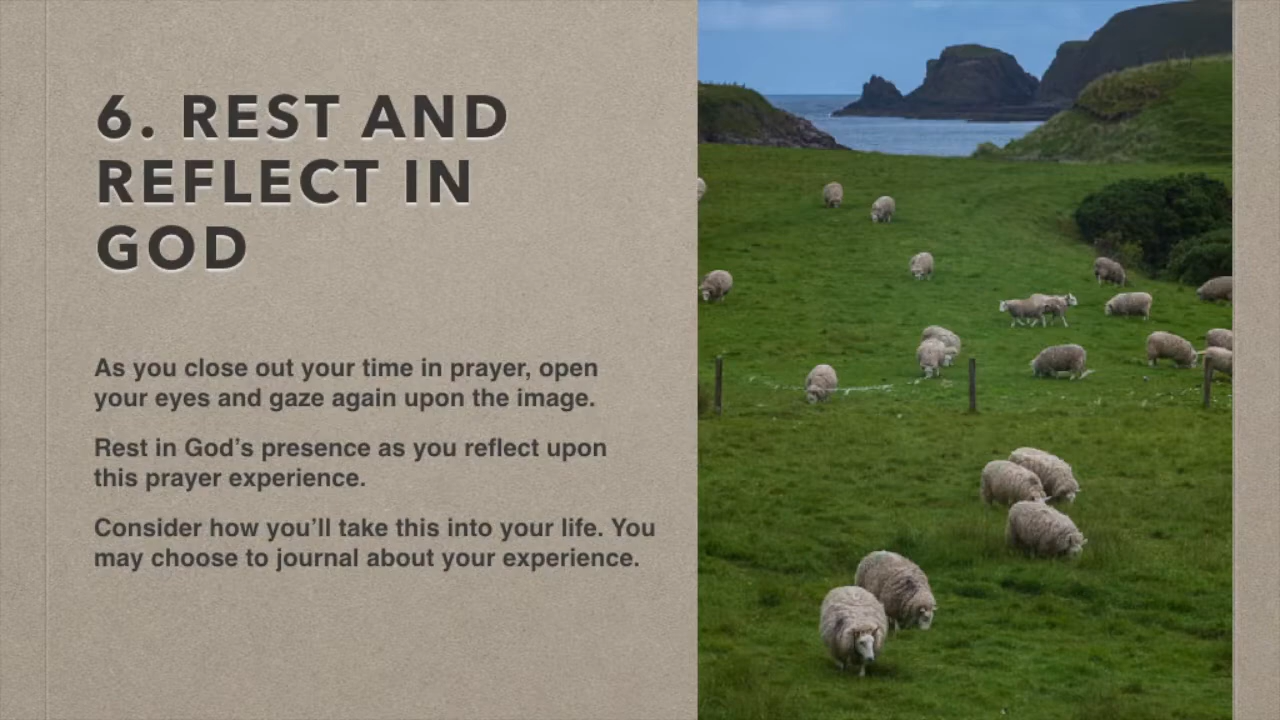 6. REST AND
REFLECT IN
GOD
As you close out your time in prayer, open
your eyes and gaze again upon the image.
Rest in God’s presence as you reflect upon
this prayer experience.
Consider how you’ll take this into your life. You
may choose to journal about your experience.